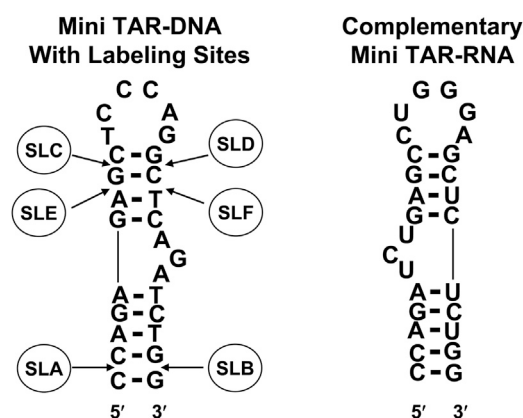 Mini TAR-DNA
With Labeling Sites
C C
C A
T G
SLC C - G SLD
G - C
SLE A - T SLF
G - C
A
G
A
A - T
G - C
A - T
SLA C - G SLB
C - G
5′ 3′
Complementary
Mini TAR-RNA
G G
U G
C A
C - G
G - C
A - U
G - C
U
C
U
A - U
G - C
A - U
C - G
C - G
5′ 3′